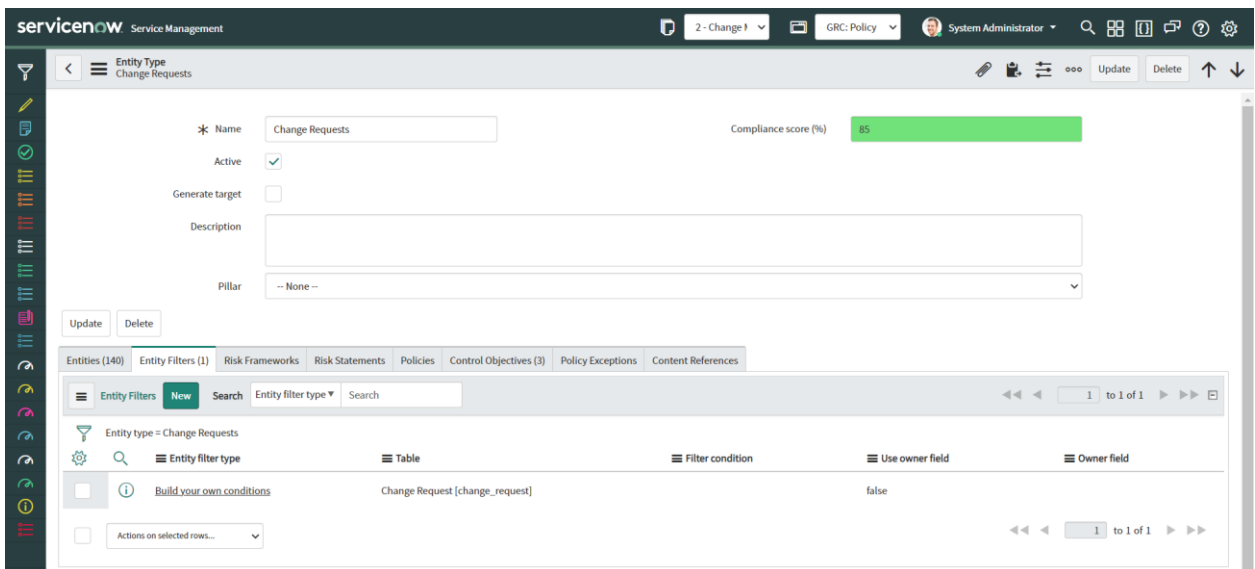 servicenow Service Management 2 - Change M GRC: Policy System Administrator
Entity Type
Change Requests
Update Delete
Name Change Requests Compliance score (%) 85
Active
Generate target
Description
Pillar -- None --
Update Delete
Entities (140) Entity Filters (1) Risk Frameworks Risk Statements Policies Control Objectives (3) Policy Exceptions Content References
Entity Filters New Search Entity filter type Search 1 to 1 of 1
Entity type = Change Requests
Entity filter type Table Filter condition Use owner field Owner field
Build your own conditions Change Request [change_request] false
Actions on selected rows... 1 to 1 of 1